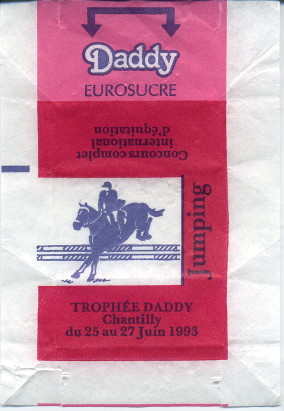 Daddy
EUROSUCRE
Concours complet
international
d'équitation
Jumping
TROPHÉE DADDY
Chantilly
du 25 au 27 Juin 1993